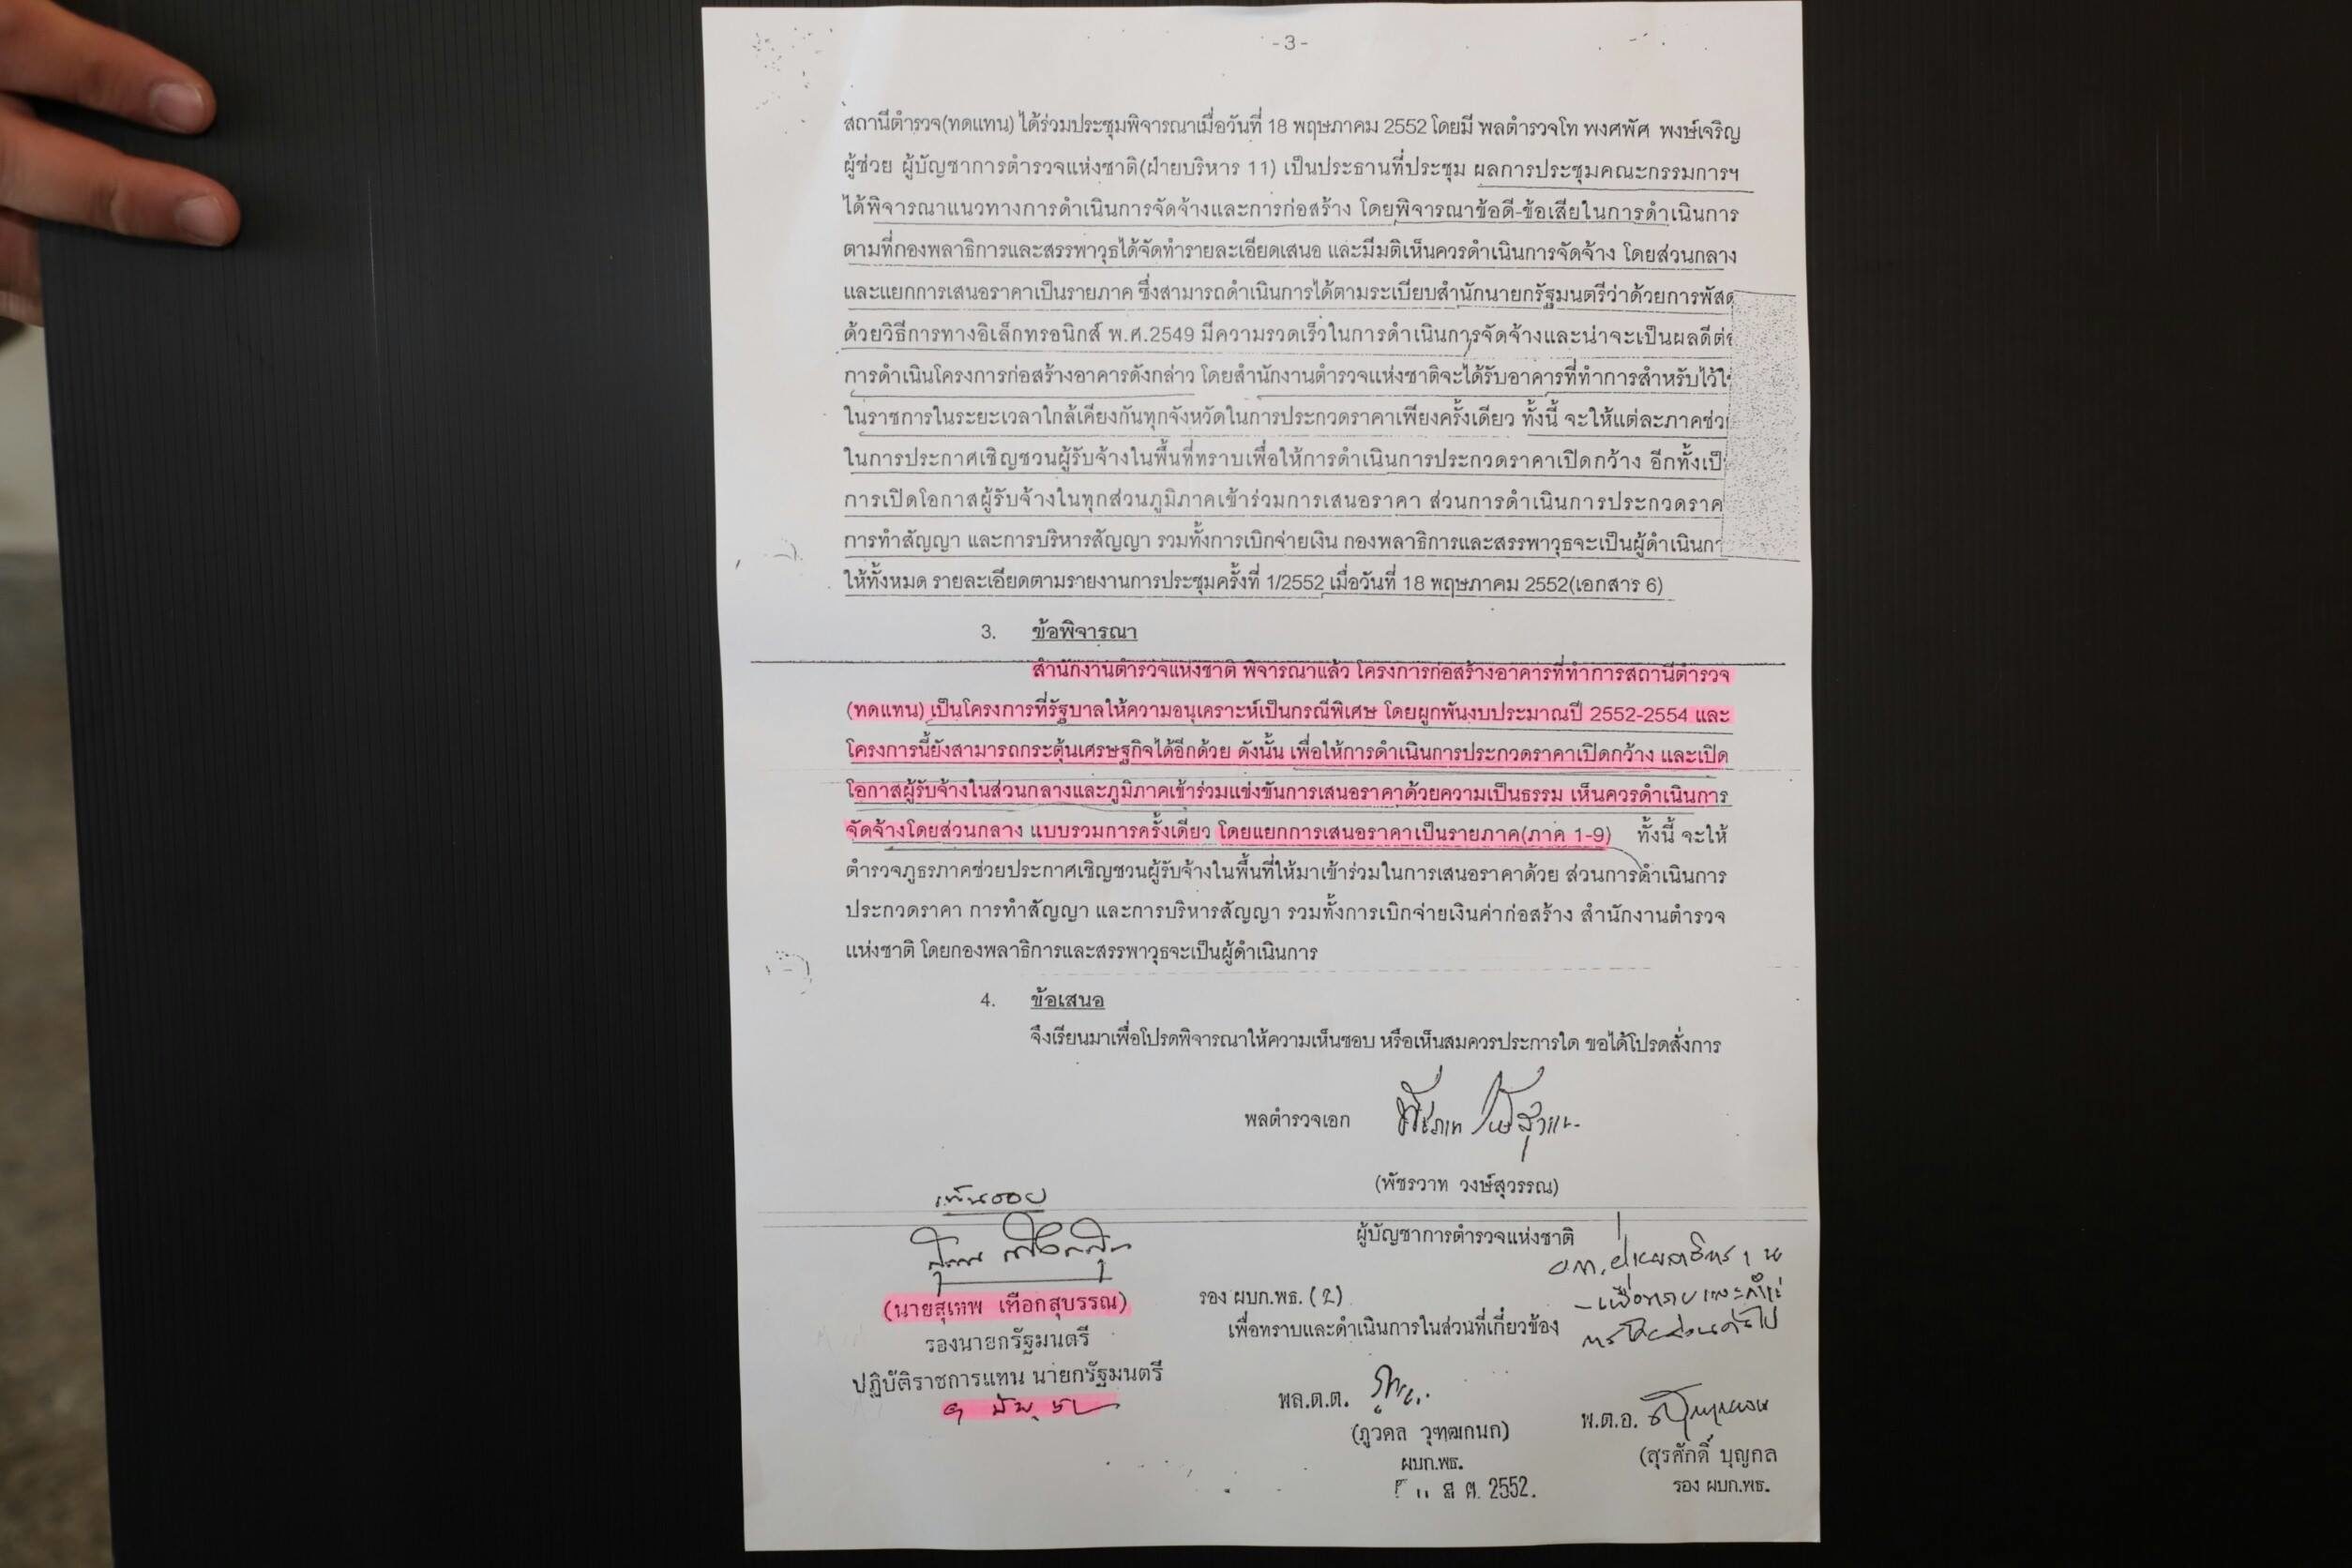 - 3 -
สถานีตำรวจ(ทดแทน) ได้ร่วมประชุมพิจารณาเมื่อวันที่ 18 พฤษภาคม 2552 โดยมี พลตำรวจโท พงศพัศ พงษ์เจริญ
ผู้ช่วย ผู้บัญชาการตำรวจแห่งชาติ(ฝ่ายบริหาร 11) เป็นประธานที่ประชุม ผลการประชุมคณะกรรมการฯ
ได้พิจารณาแนวทางการดำเนินการจัดจ้างและการก่อสร้าง โดยพิจารณาข้อดี-ข้อเสียในการดำเนินการ
ตามที่กองพลาธิการและสรรพาวุธได้จัดทำรายละเอียดเสนอ และมีมติเห็นควรดำเนินการจัดจ้าง โดยส่วนกลาง
และแยกการเสนอราคาเป็นรายภาค ซึ่งสามารถดำเนินการได้ตามระเบียบสำนักนายกรัฐมนตรีว่าด้วยการพัสดุ
ด้วยวิธีการทางอิเล็กทรอนิกส์ พ.ศ.2549 มีความรวดเร็วในการดำเนินการจัดจ้างและน่าจะเป็นผลดีต่อ
การดำเนินโครงการก่อสร้างอาคารดังกล่าว โดยสำนักงานตำรวจแห่งชาติจะได้รับอาคารที่ทำการสำหรับไว้ใช้
ในราชการในระยะเวลาใกล้เคียงกันทุกจังหวัดในการประกวดราคาเพียงครั้งเดียว ทั้งนี้ จะให้แต่ละภาคช่วย
ในการประกาศเชิญชวนผู้รับจ้างในพื้นที่ทราบเพื่อให้การดำเนินการประกวดราคาเปิดกว้าง อีกทั้งเป็น
การเปิดโอกาสผู้รับจ้างในทุกส่วนภูมิภาคเข้าร่วมการเสนอราคา ส่วนการดำเนินการประกวดราคา
การทำสัญญา และการบริหารสัญญา รวมทั้งการเบิกจ่ายเงิน กองพลาธิการและสรรพาวุธจะเป็นผู้ดำเนินการ
ให้ทั้งหมด รายละเอียดตามรายงานการประชุมครั้งที่ 1/2552 เมื่อวันที่ 18 พฤษภาคม 2552(เอกสาร 6)
3. ข้อพิจารณา
สำนักงานตำรวจแห่งชาติ พิจารณาแล้ว โครงการก่อสร้างอาคารที่ทำการสถานีตำรวจ
(ทดแทน) เป็นโครงการที่รัฐบาลให้ความอนุเคราะห์เป็นกรณีพิเศษ โดยผูกพันงบประมาณปี 2552-2554 และ
โครงการนี้ยังสามารถกระตุ้นเศรษฐกิจได้อีกด้วย ดังนั้น เพื่อให้การดำเนินการประกวดราคาเปิดกว้าง และเปิด
โอกาสผู้รับจ้างในส่วนกลางและภูมิภาคเข้าร่วมแข่งขันการเสนอราคาด้วยความเป็นธรรม เห็นควรดำเนินการ
จัดจ้างโดยส่วนกลาง แบบรวมการครั้งเดียว โดยแยกการเสนอราคาเป็นรายภาค(ภาค 1-9) ทั้งนี้ จะให้
ตำรวจภูธรภาคช่วยประกาศเชิญชวนผู้รับจ้างในพื้นที่ให้มาเข้าร่วมในการเสนอราคาด้วย ส่วนการดำเนินการ
ประกวดราคา การทำสัญญา และการบริหารสัญญา รวมทั้งการเบิกจ่ายเงินค่าก่อสร้าง สำนักงานตำรวจ
แห่งชาติ โดยกองพลาธิการและสรรพาวุธจะเป็นผู้ดำเนินการ
4. ข้อเสนอ
จึงเรียนมาเพื่อโปรดพิจารณาให้ความเห็นชอบ หรือเห็นสมควรประการใด ขอได้โปรดสั่งการ
พลตำรวจเอก
(พัชรวาท วงษ์สุวรรณ)
ผู้บัญชาการตำรวจแห่งชาติ
เห็นชอบ
(นายสุเทพ เทือกสุบรรณ)
รองนายกรัฐมนตรี
ปฏิบัติราชการแทน นายกรัฐมนตรี
รอง ผบก.พธ. (2)
เพื่อทราบและดำเนินการในส่วนที่เกี่ยวข้อง
พล.ต.ต.
(ภูวดล วุฑฒกนก)
ผบก.พธ.
2552.
พ.ต.อ.
(สุรศักดิ์ บุญกล
รอง ผบก.พธ.